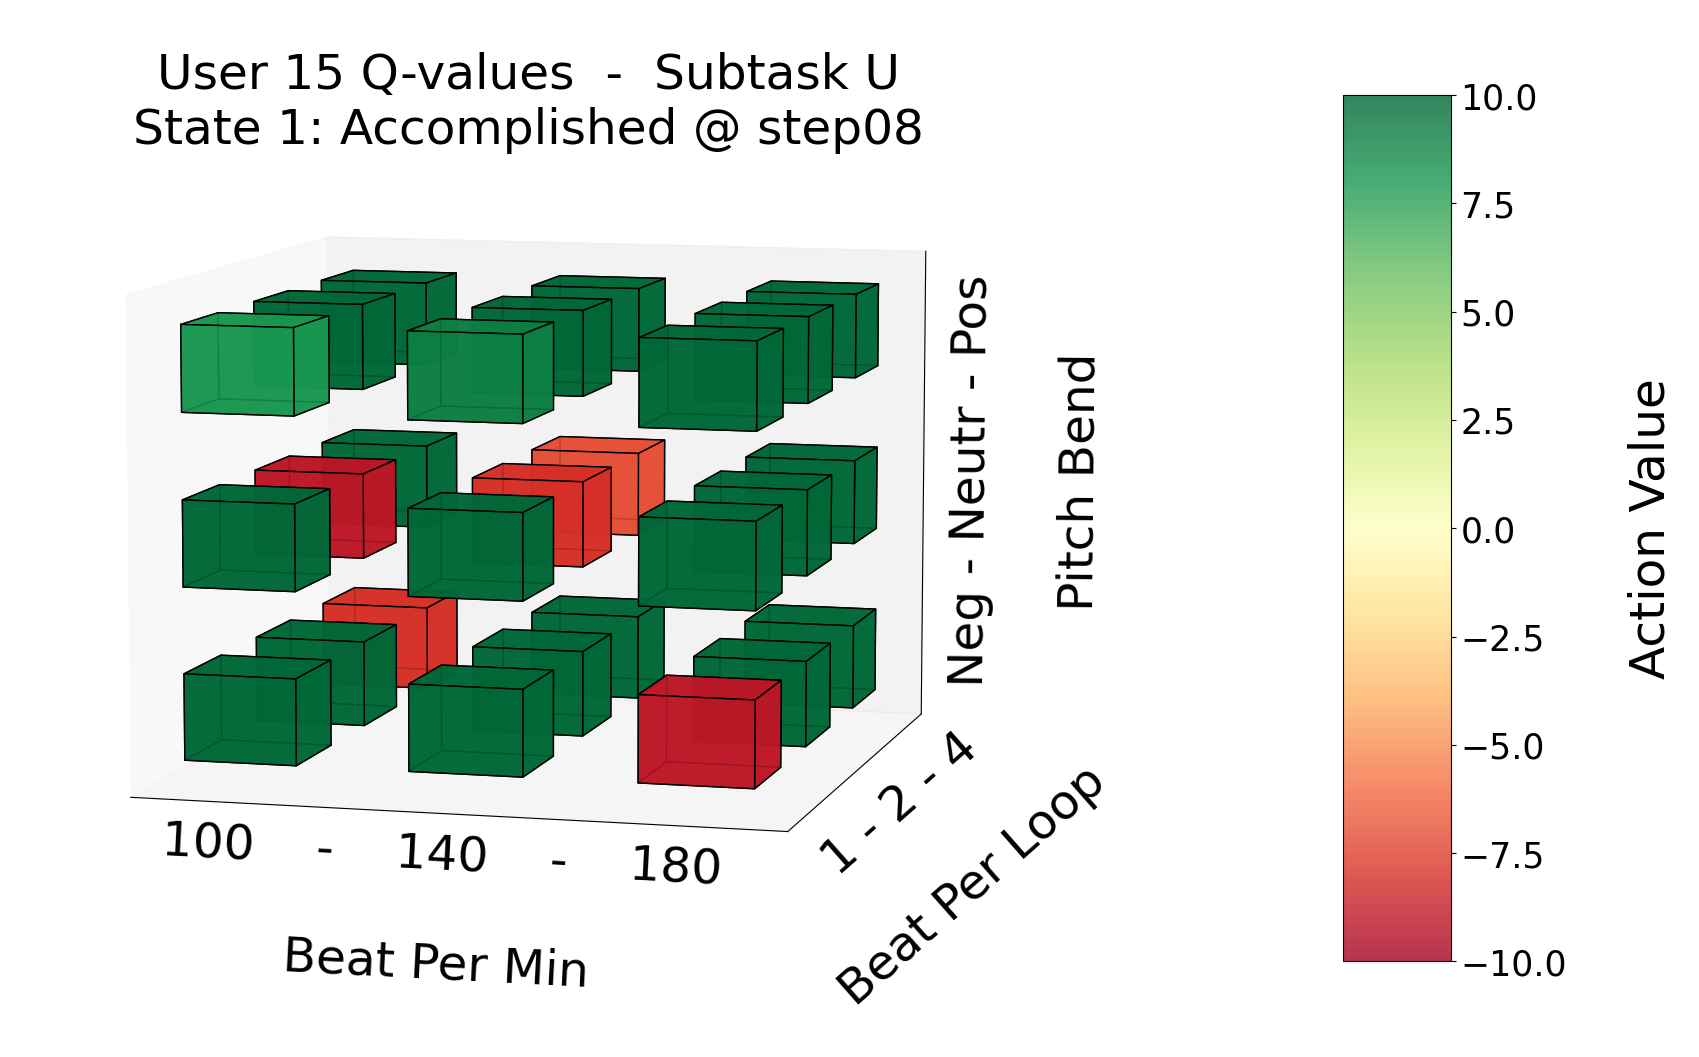 User 15 Q-values - Subtask U
State 1: Accomplished @ step08
Neg - Neutr - Pos
Pitch Bend
1 - 2 - 4
Beat Per Loop
100 - 140 - 180
Beat Per Min
10.0
7.5
5.0
2.5
0.0
−2.5
−5.0
−7.5
−10.0
Action Value